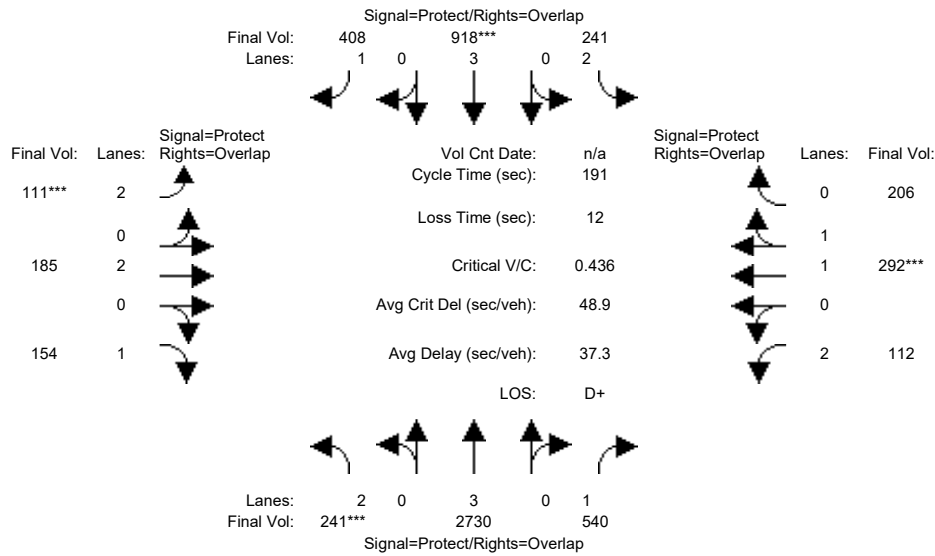 Signal=Protect/Rights=Overlap
Final Vol: 408 918*** 241
Lanes: 1 0 3 0 2
Signal=Protect Signal=Protect
Final Vol: Lanes: Rights=Overlap Vol Cnt Date: n/a Rights=Overlap Lanes: Final Vol:
Cycle Time (sec): 191
111*** 2 0 206
Loss Time (sec): 12
0 1
185 2 Critical V/C: 0.436 1 292***
0 Avg Crit Del (sec/veh): 48.9 0
154 1 Avg Delay (sec/veh): 37.3 2 112
LOS: D+
Lanes: 2 0 3 0 1
Final Vol: 241*** 2730 540
Signal=Protect/Rights=Overlap